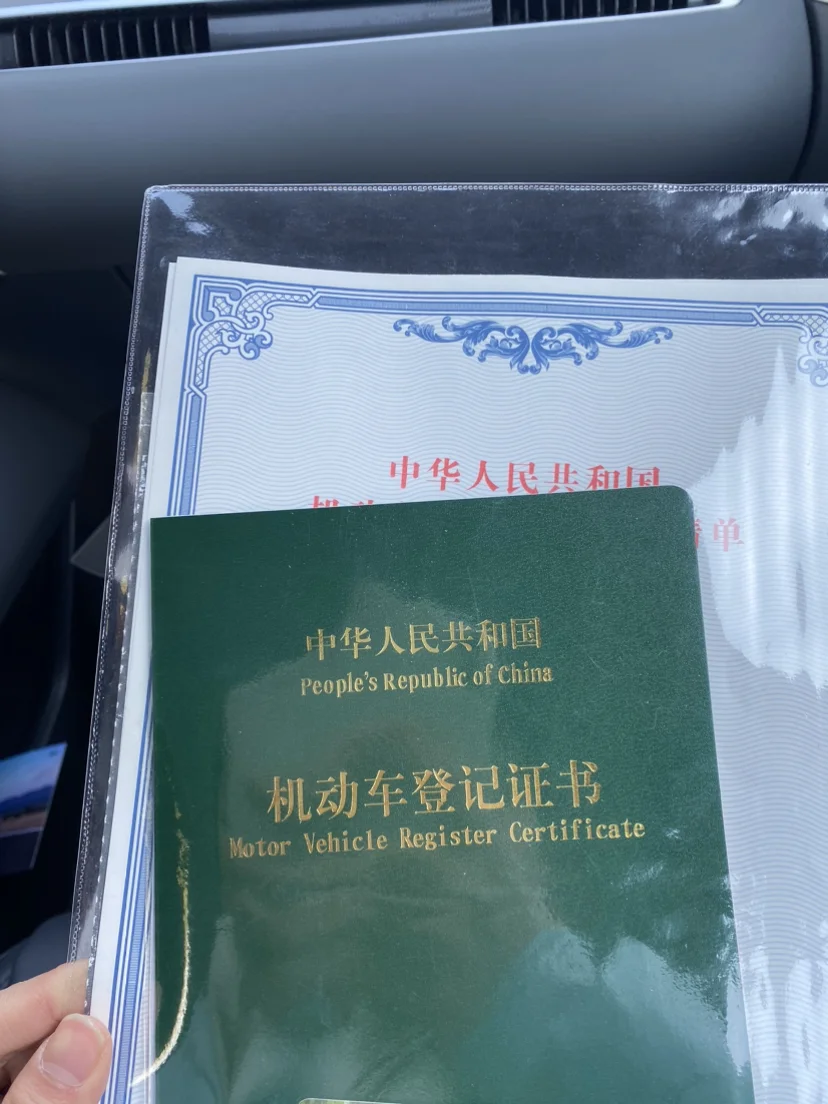 中华人民共和国
单
中华人民共和国
People's Republic of China
机动车登记证书
Motor Vehicle Register Certificate